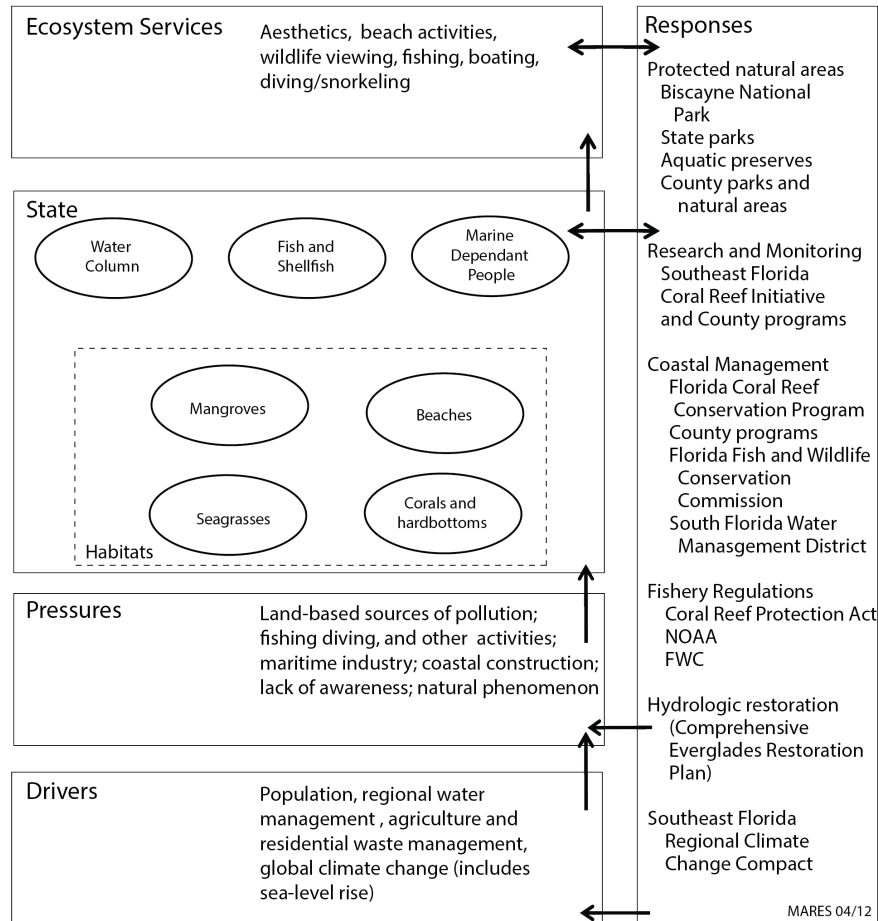 Ecosystem Services
Aesthetics, beach activities,
wildlife viewing, fishing, boating,
diving/snorkeling
State
Water
Column
Fish and
Shellfish
Marine
Dependant
People
Mangroves
Beaches
Seagrasses
Corals and
hardbottoms
Habitats
Pressures
Land-based sources of pollution;
fishing diving, and other activities;
maritime industry; coastal construction;
lack of awareness; natural phenomenon
Drivers
Population, regional water
management , agriculture and
residential waste management,
global climate change (includes
sea-level rise)
Responses
Protected natural areas
Biscayne National
Park
State parks
Aquatic preserves
County parks and
natural areas
Research and Monitoring
Southeast Florida
Coral Reef Initiative
and County programs
Coastal Management
Florida Coral Reef
Conservation Program
County programs
Florida Fish and Wildlife
Conservation
Commission
South Florida Water
Manasgement District
Fishery Regulations
Coral Reef Protection Act
NOAA
FWC
Hydrologic restoration
(Comprehensive
Everglades Restoration
Plan)
Southeast Florida
Regional Climate
Change Compact
MARES 04/12